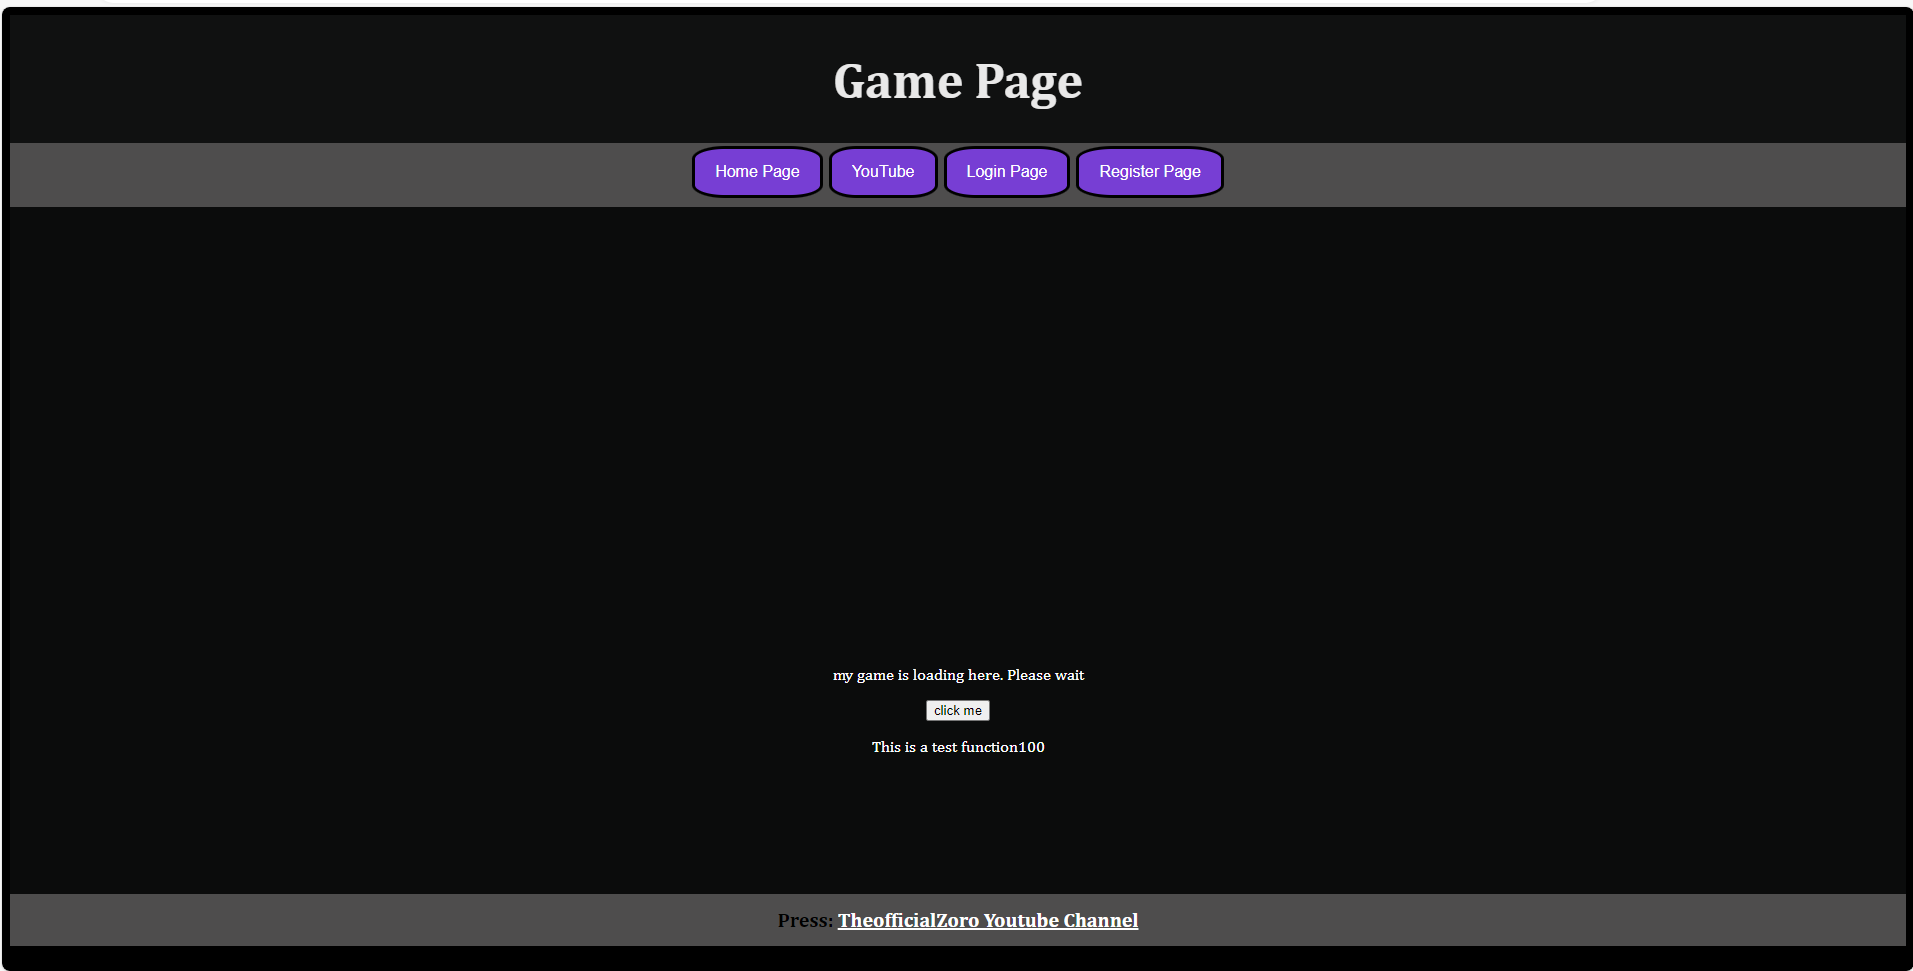 Game Page
Home Page YouTube Login Page Register Page
my game is loading here. Please wait
click me
This is a test function100
Press: TheofficialZoro Youtube Channel